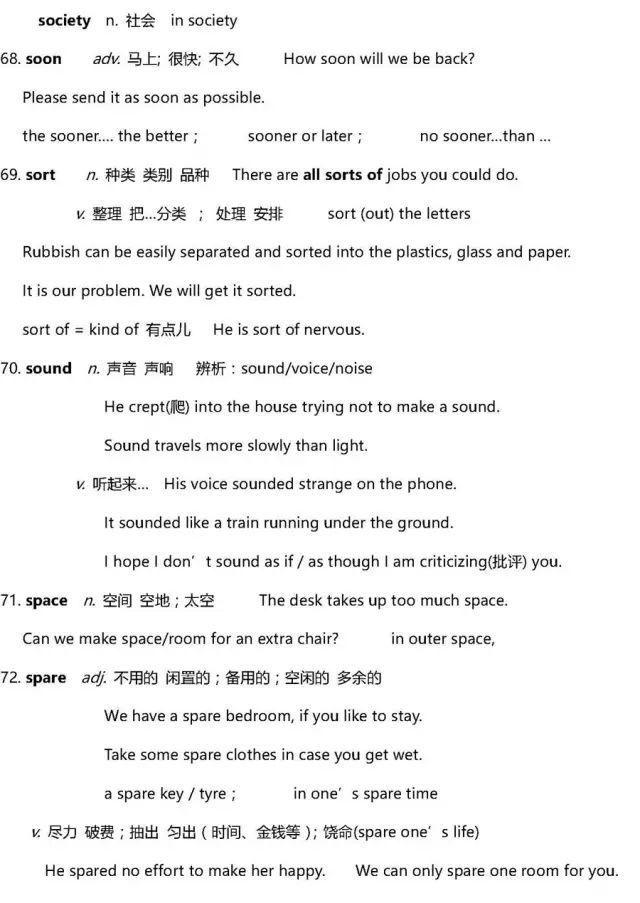 society n. 社会 in society
68. soon adv. 马上; 很快; 不久 How soon will we be back?
Please send it as soon as possible.
the sooner.... the better； sooner or later； no sooner...than ...
69. sort n. 种类 类别 品种 There are all sorts of jobs you could do.
v. 整理 把...分类 ； 处理 安排 sort (out) the letters
Rubbish can be easily separated and sorted into the plastics, glass and paper.
It is our problem. We will get it sorted.
sort of = kind of 有点儿 He is sort of nervous.
70. sound n. 声音 声响 辨析：sound/voice/noise
He crept(爬) into the house trying not to make a sound.
Sound travels more slowly than light.
v. 听起来... His voice sounded strange on the phone.
It sounded like a train running under the ground.
I hope I don’t sound as if / as though I am criticizing(批评) you.
71. space n. 空间 空地；太空 The desk takes up too much space.
Can we make space/room for an extra chair? in outer space,
72. spare adj. 不用的 闲置的；备用的；空闲的 多余的
We have a spare bedroom, if you like to stay.
Take some spare clothes in case you get wet.
a spare key / tyre； in one’s spare time
v. 尽力 破费；抽出 匀出（时间、金钱等）；饶命(spare one’s life)
He spared no effort to make her happy. We can only spare one room for you.